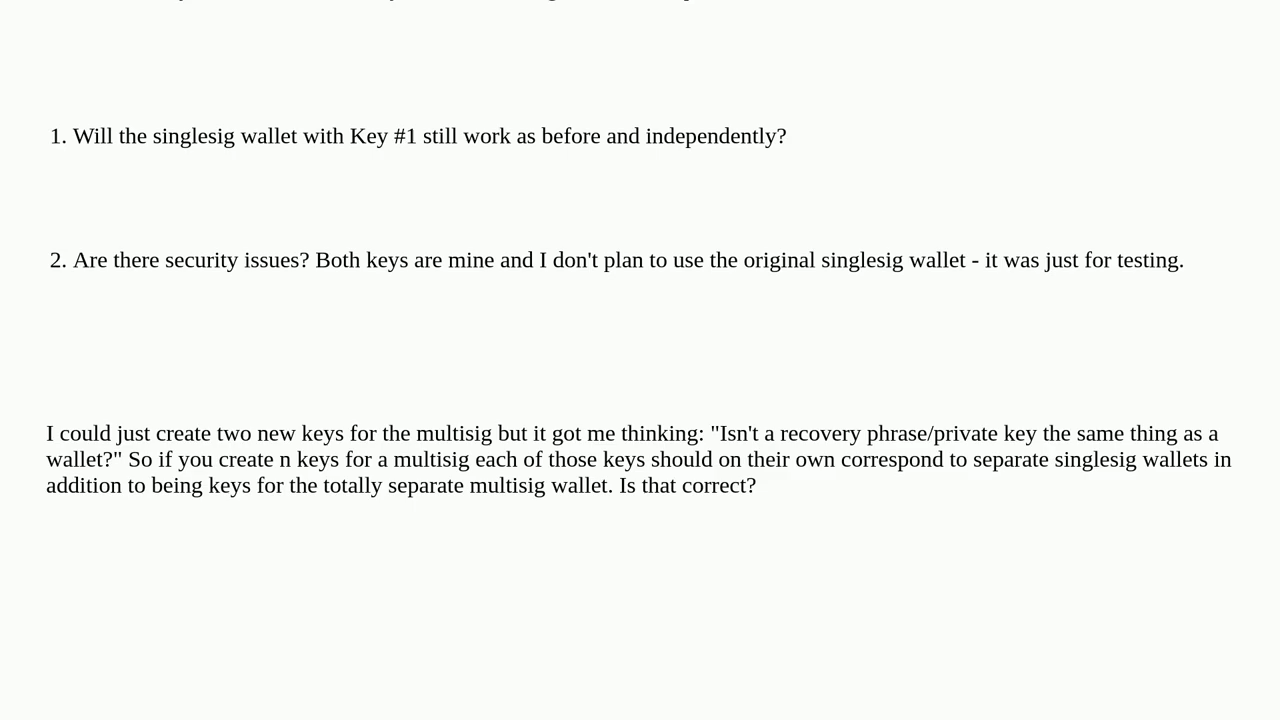 1. Will the singlesig wallet with Key #1 still work as before and independently?
2. Are there security issues? Both keys are mine and I don't plan to use the original singlesig wallet - it was just for testing.
I could just create two new keys for the multisig but it got me thinking: "Isn't a recovery phrase/private key the same thing as a
wallet?" So if you create n keys for a multisig each of those keys should on their own correspond to separate singlesig wallets in
addition to being keys for the totally separate multisig wallet. Is that correct?